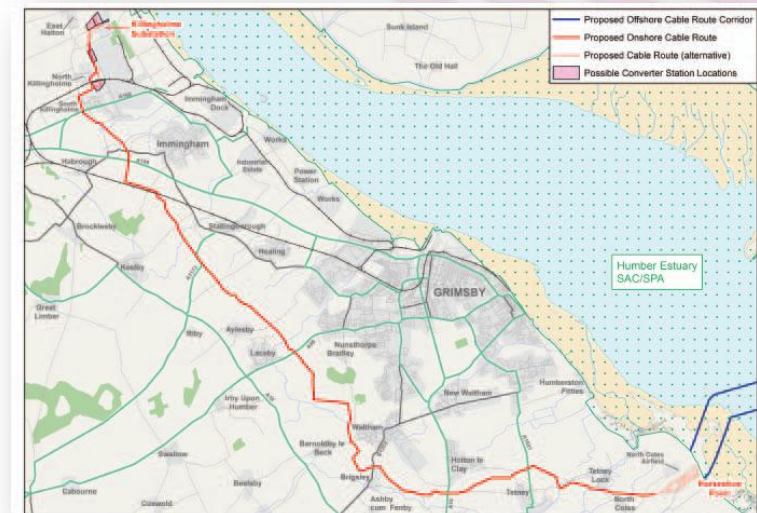 Proposed Offshore Cable Route Corridor
Proposed Onshore Cable Route
Proposed Cable Route (alternative)
Possible Converter Station Locations
East
Halton
Killingholme
Substation
Sunk Island
The Old Hall
North
Killingholme
South
Killingholme
A160
Immingham
Dock
Immingham
Works
Industrial
Estate
Power
Station
Works
Habrough
Stallingborough
Healing
Brocklesby
Keelby
Great
Limber
Riby
Aylesby
Laceby
GRIMSBY
Humber Estuary
SAC/SPA
Nunsthorpe
Bradley
Irby Upon
Humber
New Waltham
Humberston
Fitties
Waltham
Barnoldby le
Beck
Brigsley
Holton le
Clay
North Cotes
Airfield
Swallow
Cabourne
Cuxwold
Beelsby
Ashby
cum Fenby
Tetney
Tetney
Lock
North
Cotes